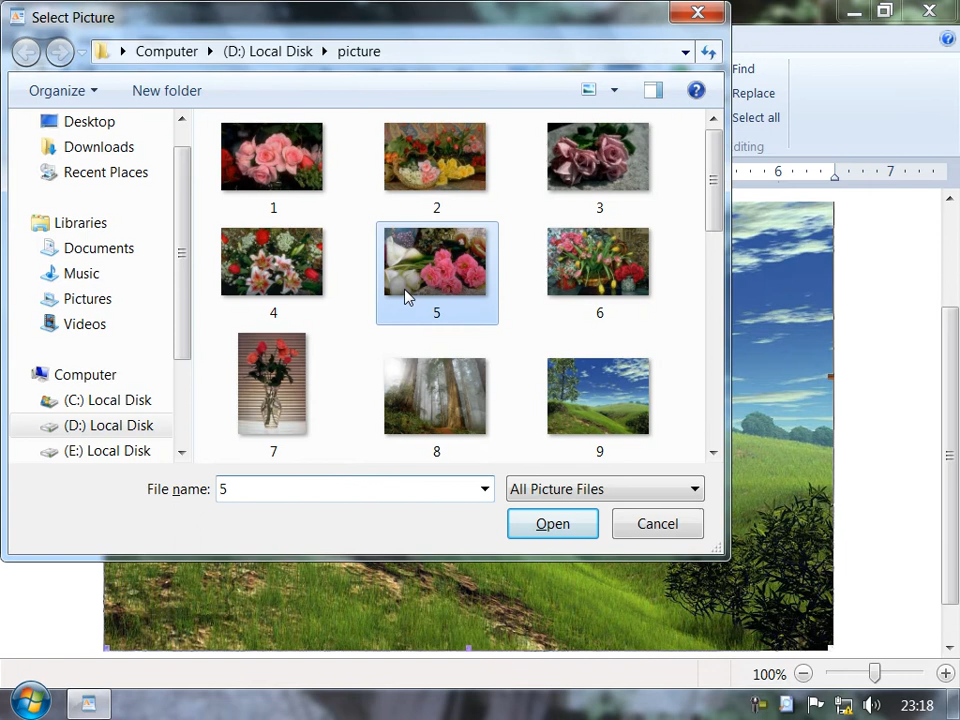 Select Picture
Computer (D:) Local Disk picture
Organize New folder
Find
Replace
Select all
diting
6 7
Desktop
Downloads
Recent Places
Libraries
Documents
Music
Pictures
Videos
Computer
(C:) Local Disk
(D:) Local Disk
(E:) Local Disk
1 2 3
4 5 6
7 8 9
File name: 5 All Picture Files
Open Cancel
100%
23:18